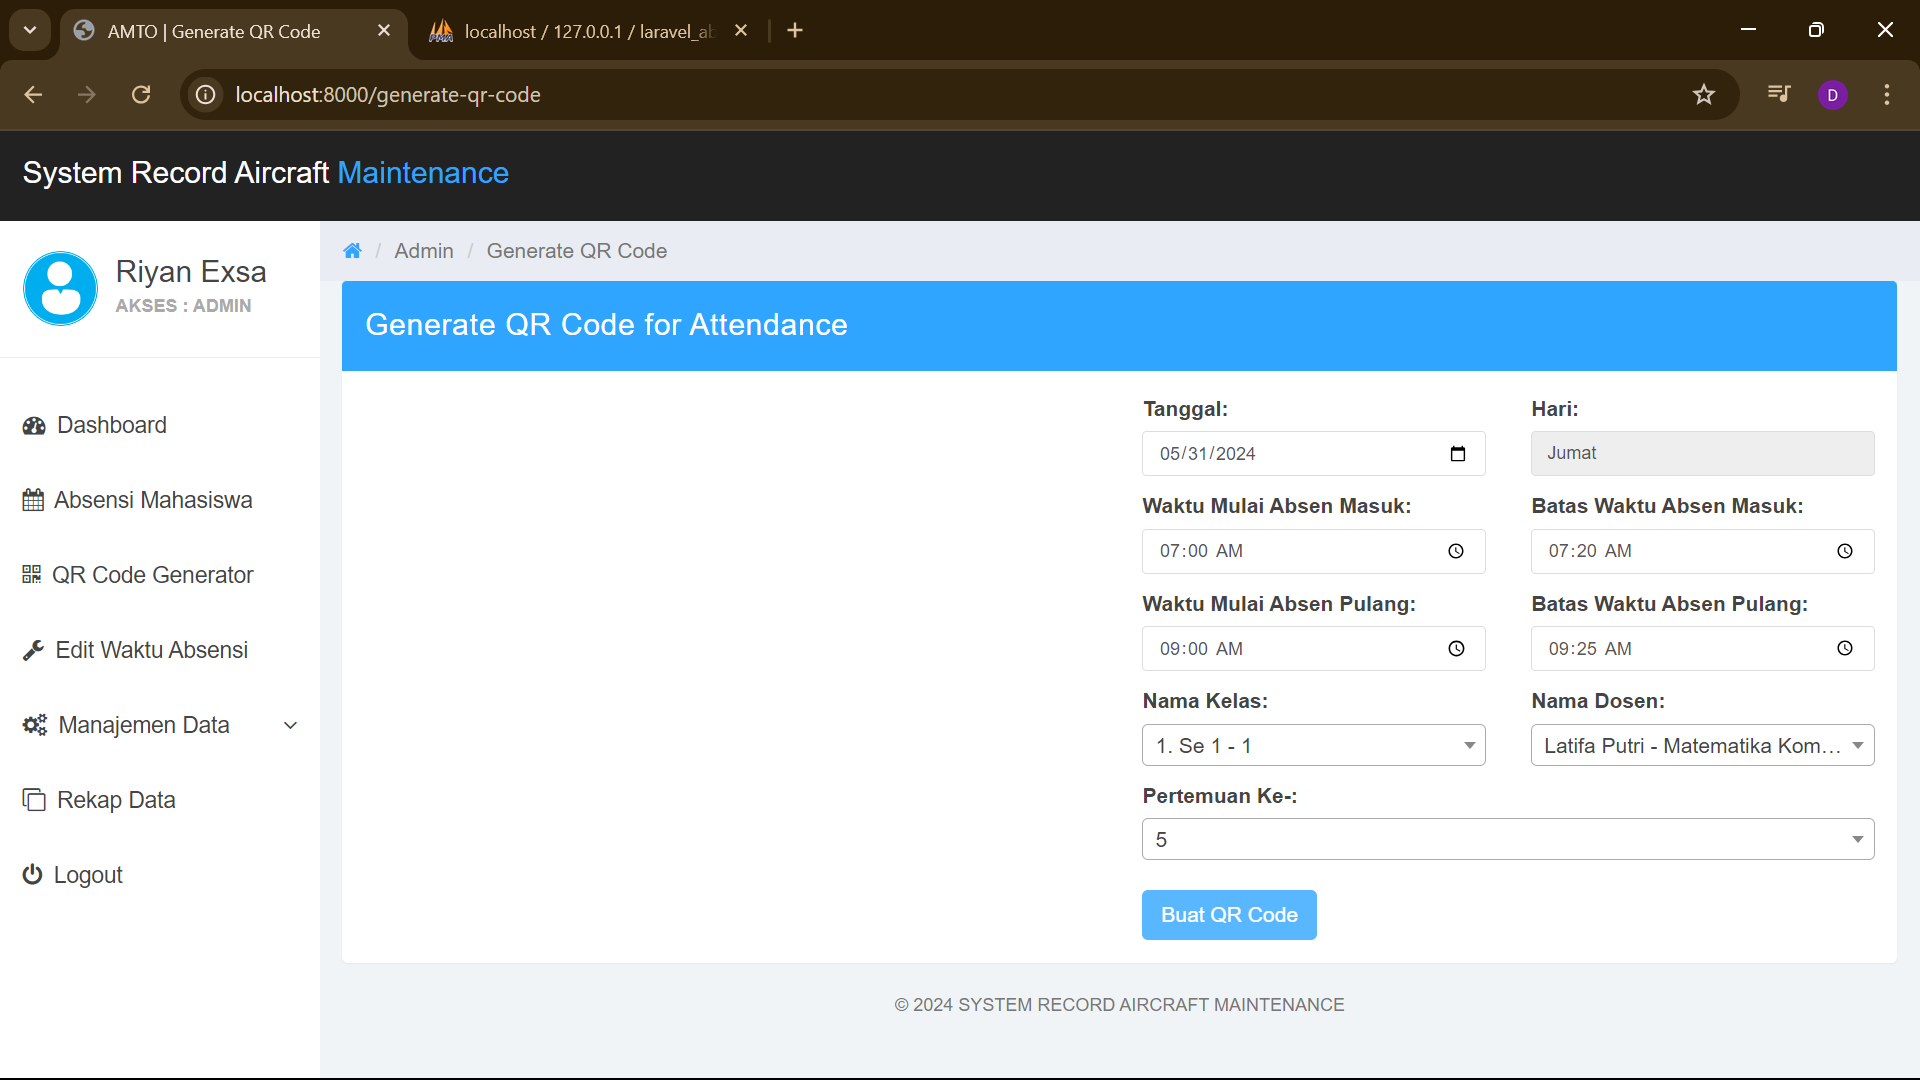 AMTO | Generate QR Code
localhost / 127.0.0.1 / laravel_ab
localhost:8000/generate-qr-code
D
System Record Aircraft Maintenance
Riyan Exsa
AKSES : ADMIN
Dashboard
Absensi Mahasiswa
QR Code Generator
Edit Waktu Absensi
Manajemen Data
Rekap Data
Logout
/ Admin / Generate QR Code
Generate QR Code for Attendance
Tanggal: Hari:
05/31/2024 Jumat
Waktu Mulai Absen Masuk: Batas Waktu Absen Masuk:
07:00 AM 07:20 AM
Waktu Mulai Absen Pulang: Batas Waktu Absen Pulang:
09:00 AM 09:25 AM
Nama Kelas: Nama Dosen:
1. Se 1 - 1 Latifa Putri - Matematika Kom...
Pertemuan Ke-:
5
Buat QR Code
© 2024 SYSTEM RECORD AIRCRAFT MAINTENANCE